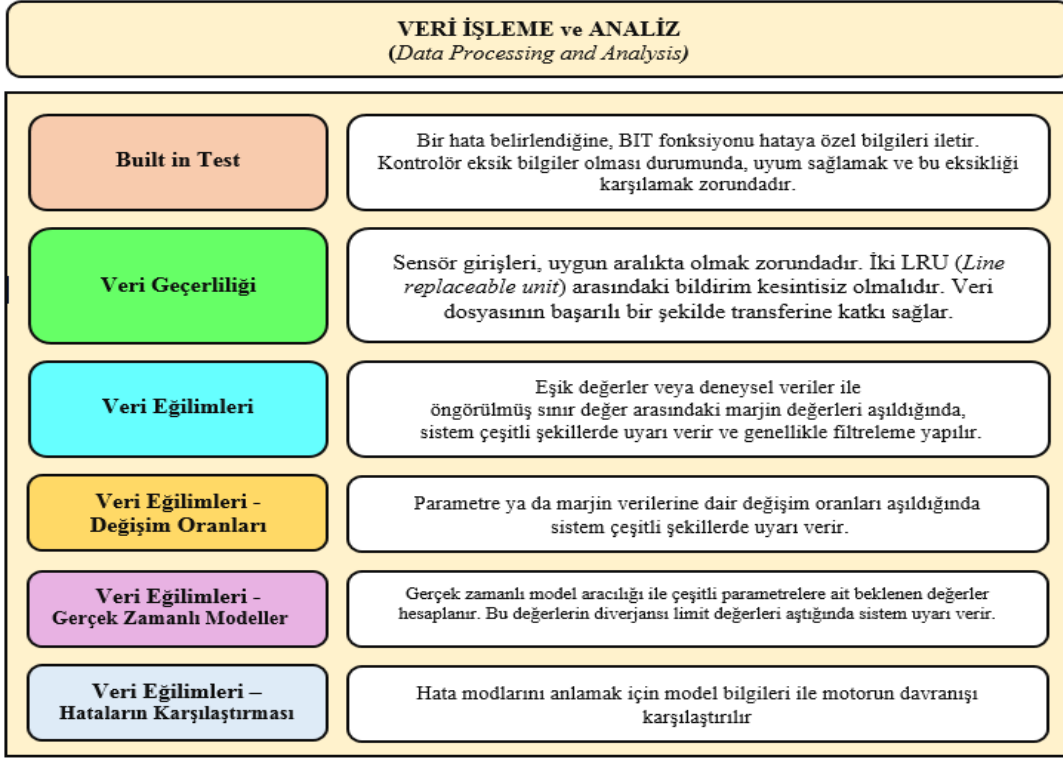 VERİ İŞLEME ve ANALİZ
(Data Processing and Analysis)
Built in Test
Bir hata belirlendiğine, BIT fonksiyonu hataya özel bilgileri iletir.
Kontrolör eksik bilgiler olması durumunda, uyum sağlamak ve bu eksikliği
karşılamak zorundadır.
Veri Geçerliliği
Sensör girişleri, uygun aralıkta olmak zorundadır. İki LRU (Line
replaceable unit) arasındaki bildirim kesintisiz olmalıdır. Veri
dosyasının başarılı bir şekilde transferine katkı sağlar.
Veri Eğilimleri
Eşik değerler veya deneysel veriler ile
öngörülmüş sınır değer arasındaki marjin değerleri aşıldığında,
sistem çeşitli şekillerde uyarı verir ve genellikle filtreleme yapılır.
Veri Eğilimleri -
Değişim Oranları
Parametre ya da marjin verilerine dair değişim oranları aşıldığında
sistem çeşitli şekillerde uyarı verir.
Veri Eğilimleri -
Gerçek Zamanlı Modeller
Gerçek zamanlı model aracılığı ile çeşitli parametrelere ait beklenen değerler
hesaplanır. Bu değerlerin diverjansı limit değerleri aştığında sistem uyarı verir.
Veri Eğilimleri –
Hataların Karşılaştırması
Hata modlarını anlamak için model bilgileri ile motorun davranışı
karşılaştırılır